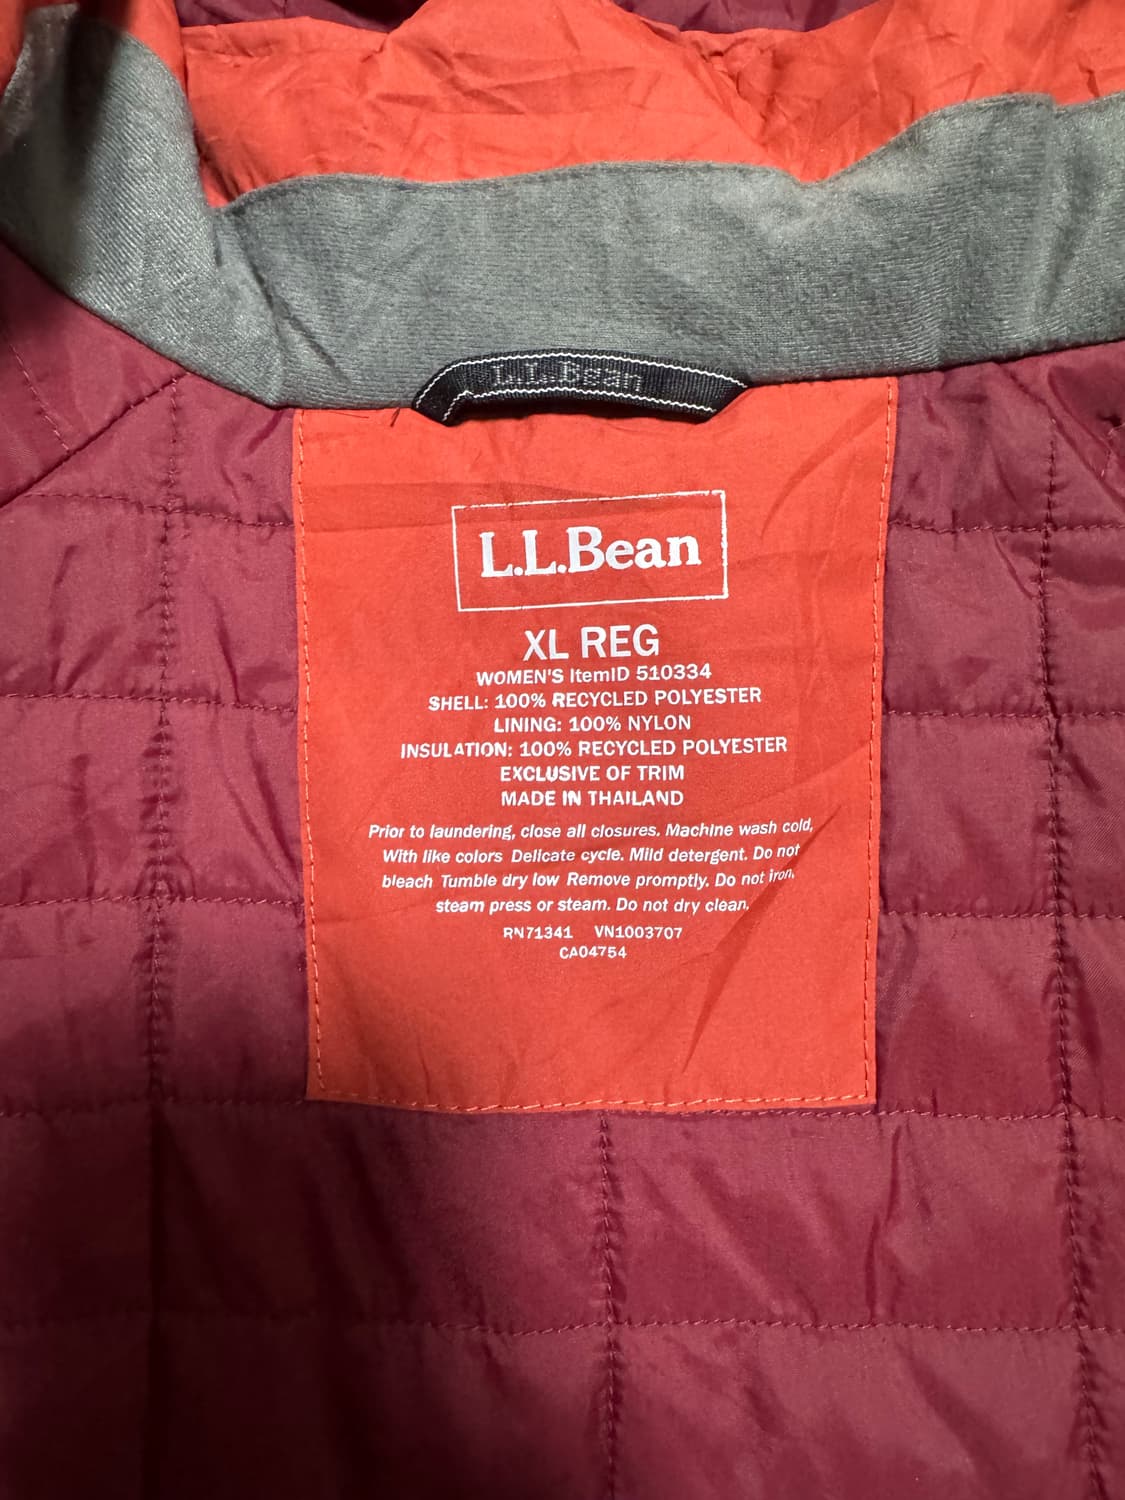 L.L.Bean
L.L.Bean
XL REG
WOMEN'S ItemID 510334
SHELL: 100% RECYCLED POLYESTER
LINING: 100% NYLON
INSULATION: 100% RECYCLED POLYESTER
EXCLUSIVE OF TRIM
MADE IN THAILAND
Prior to laundering, close all closures. Machine wash cold,
With like colors Delicate cycle. Mild detergent. Do not
bleach Tumble dry low Remove promptly. Do not iron,
steam press or steam. Do not dry clean.
RN71341 VN1003707
CA04754